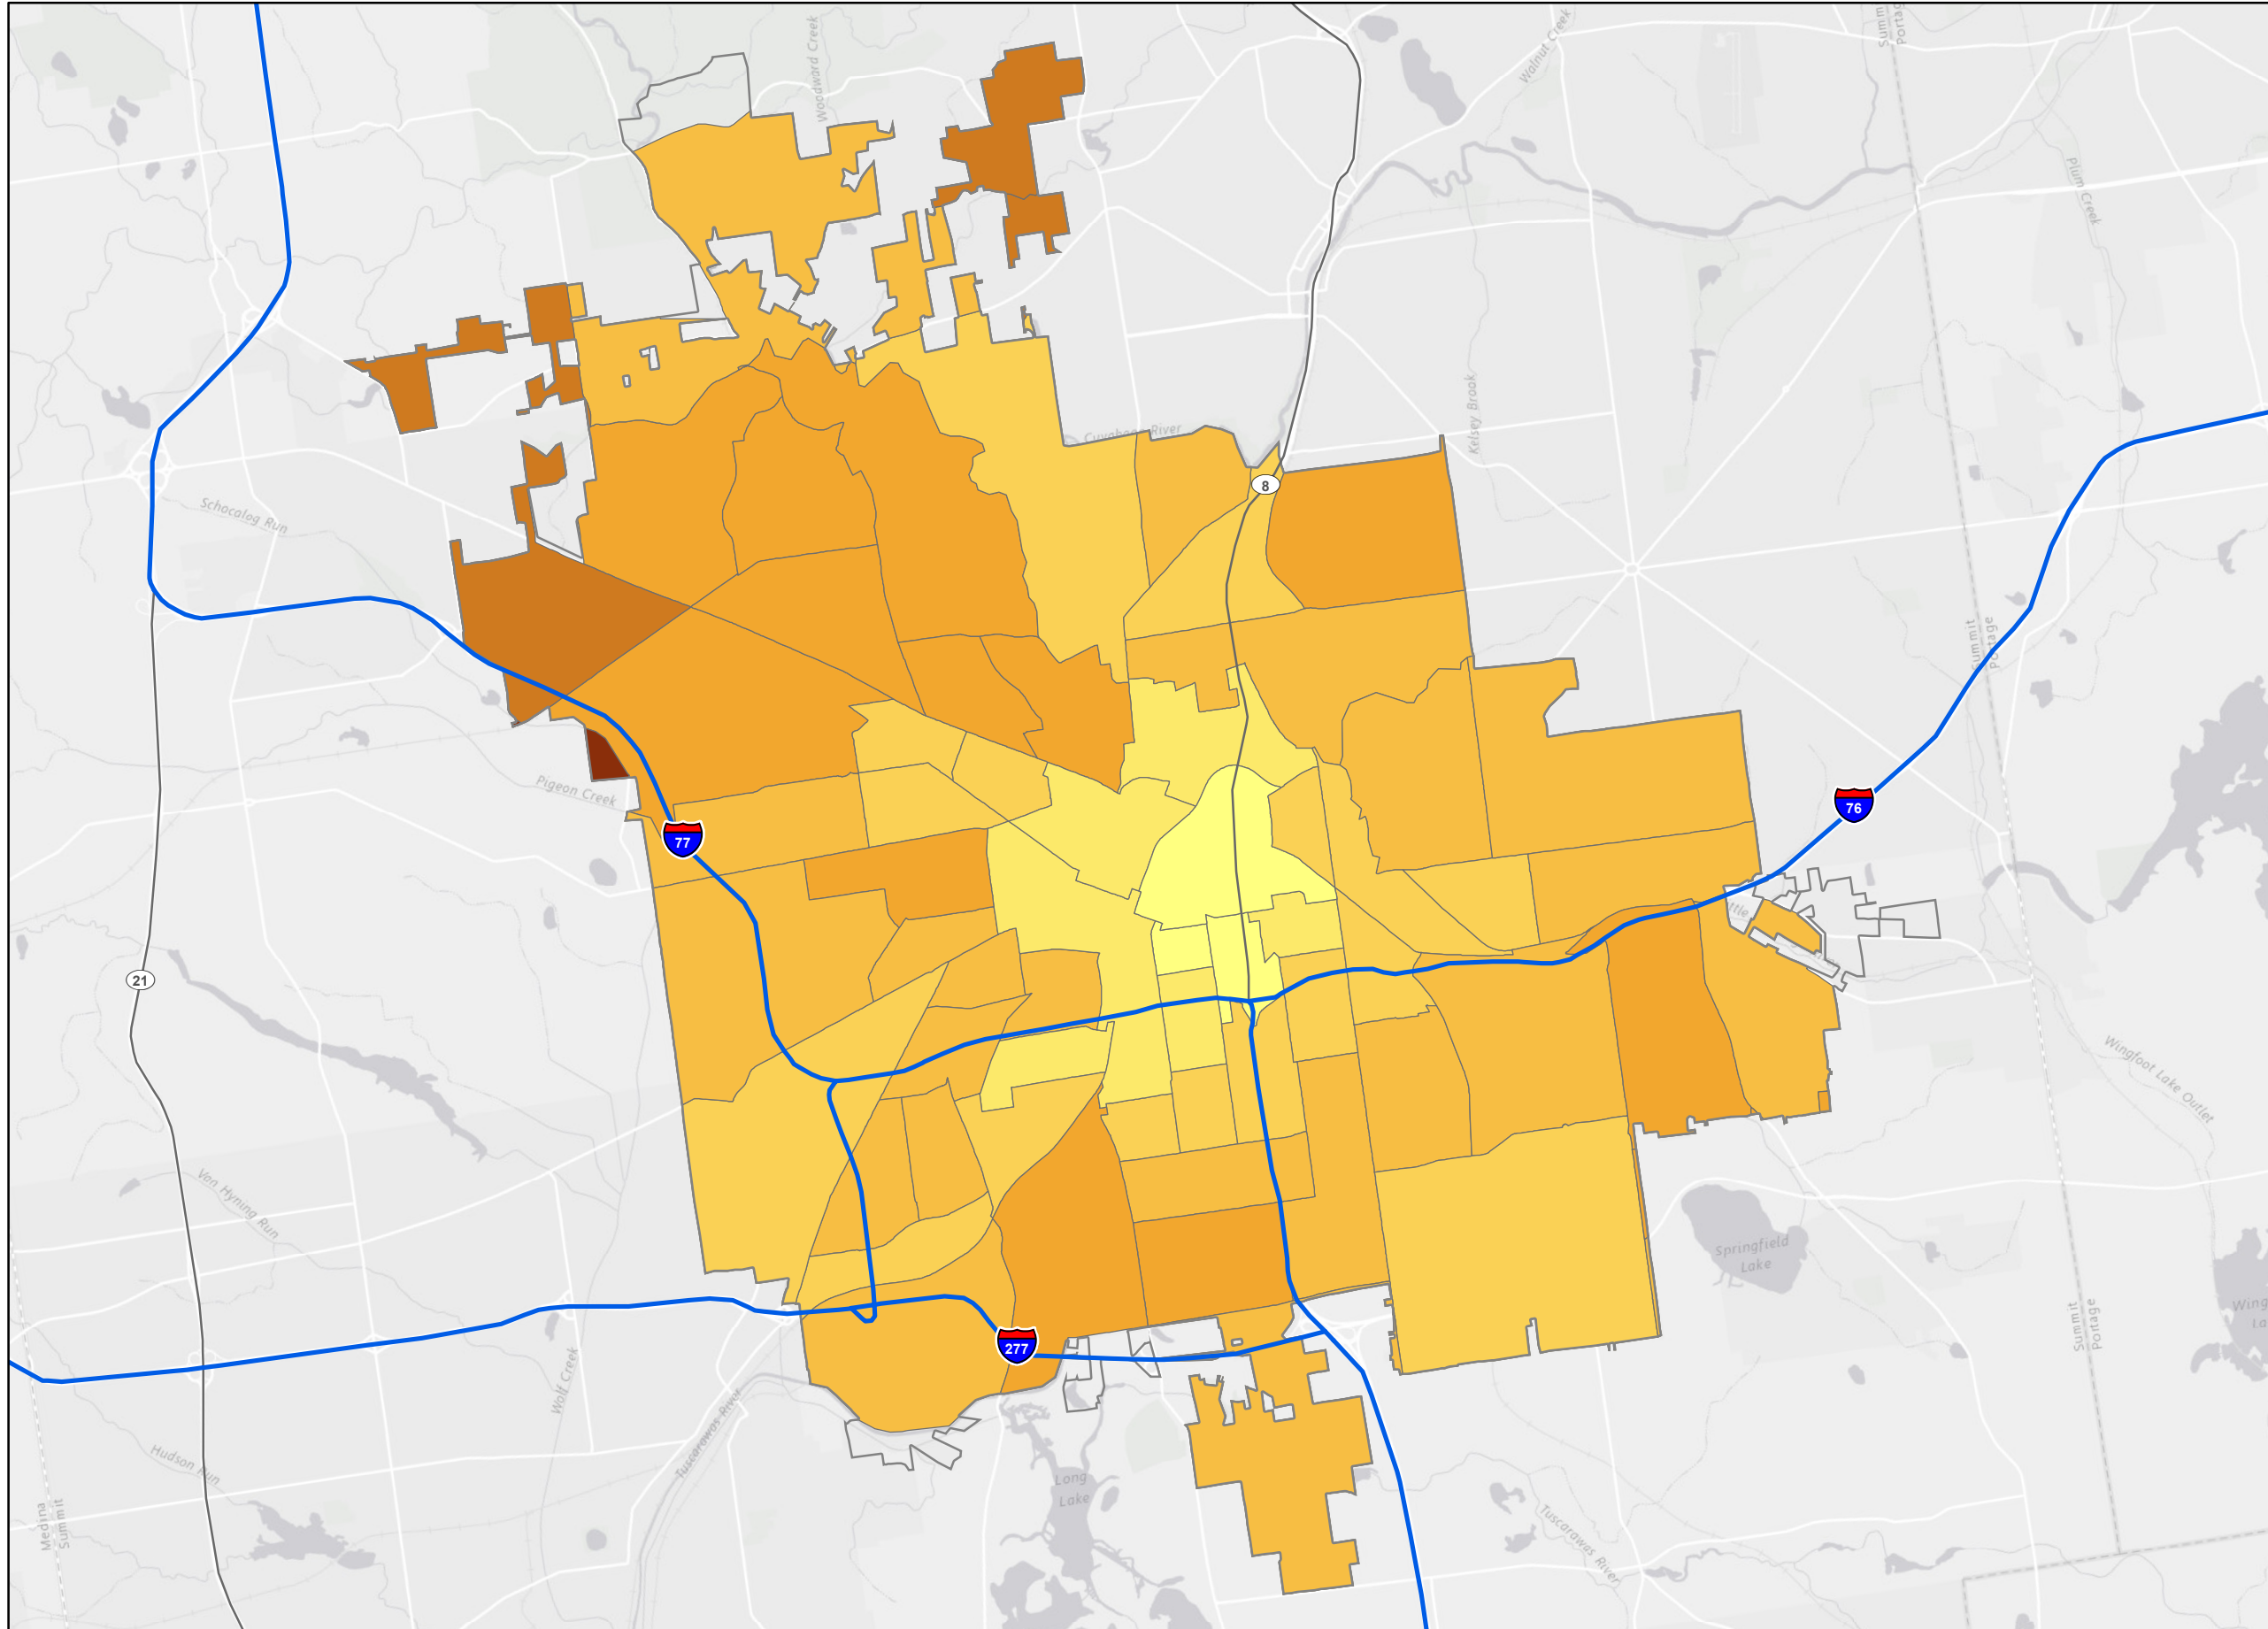 Woodward Creek
Walnut Creek
Summit
Portage
Plum Creek
Kelsey Brook
Cuyahoga River
8
Schocalog Run
Summit
Portage
Pigeon Creek
77
76
21
Wingfoot Lake Outlet
Van Hyning Run
Springfield
Lake
Summit
Portage
277
Wolf Creek
Tuscarawas River
Hudson Run
Long
Lake
Medina
Summit
Tuscarawas River